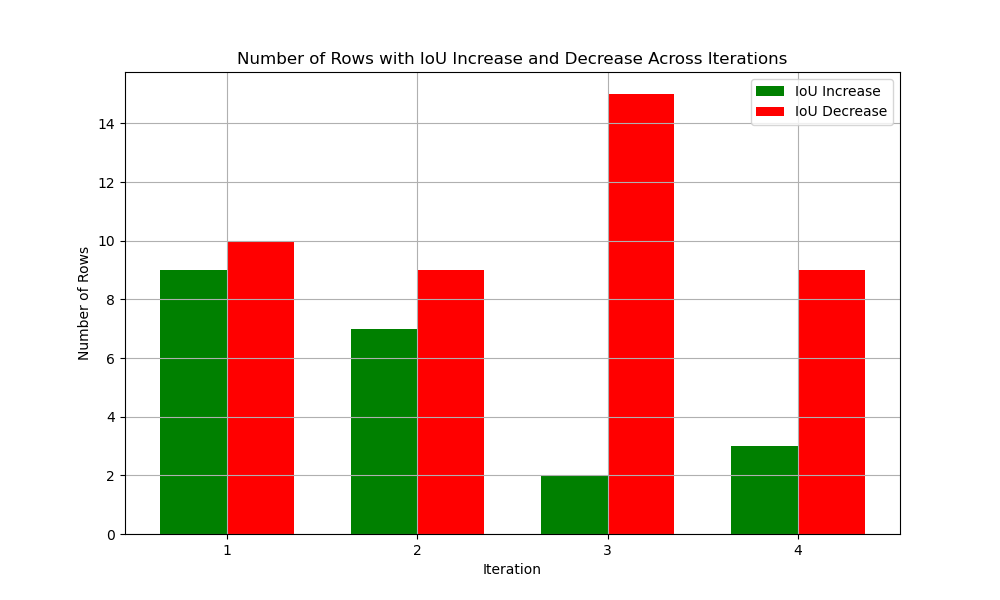 Number of Rows with IoU Increase and Decrease Across Iterations
IoU Increase
IoU Decrease
Number of Rows
14
12
10
8
6
4
2
0
1 2 3 4
Iteration